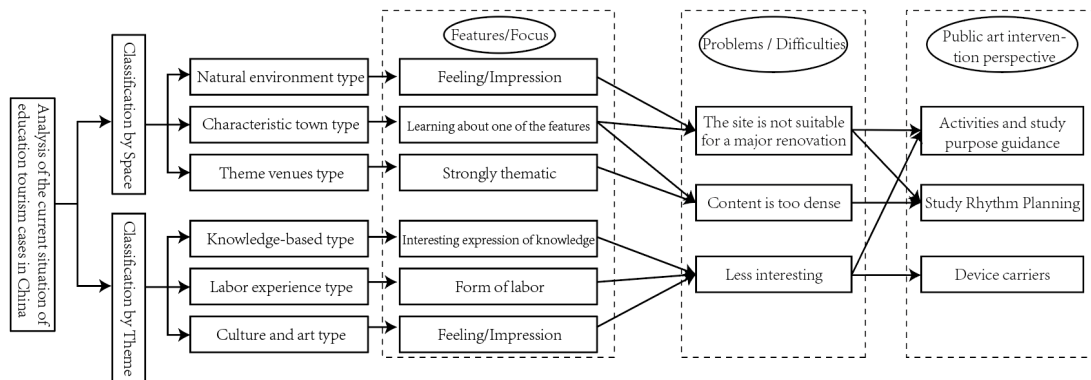 Analysis of the current situation of
education tourism cases in China
Classification by Space
Classification by Theme
Natural environment type
Characteristic town type
Theme venues type
Knowledge-based type
Labor experience type
Culture and art type
Features/Focus
Feeling/Impression
Learning about one of the features
Strongly thematic
Interesting expression of knowledge
Form of labor
Feeling/Impression
Problems / Difficulties
The site is not suitable
for a major renovation
Content is too dense
Less interesting
Public art interven-
tion perspective
Activities and study
purpose guidance
Study Rhythm Planning
Device carriers